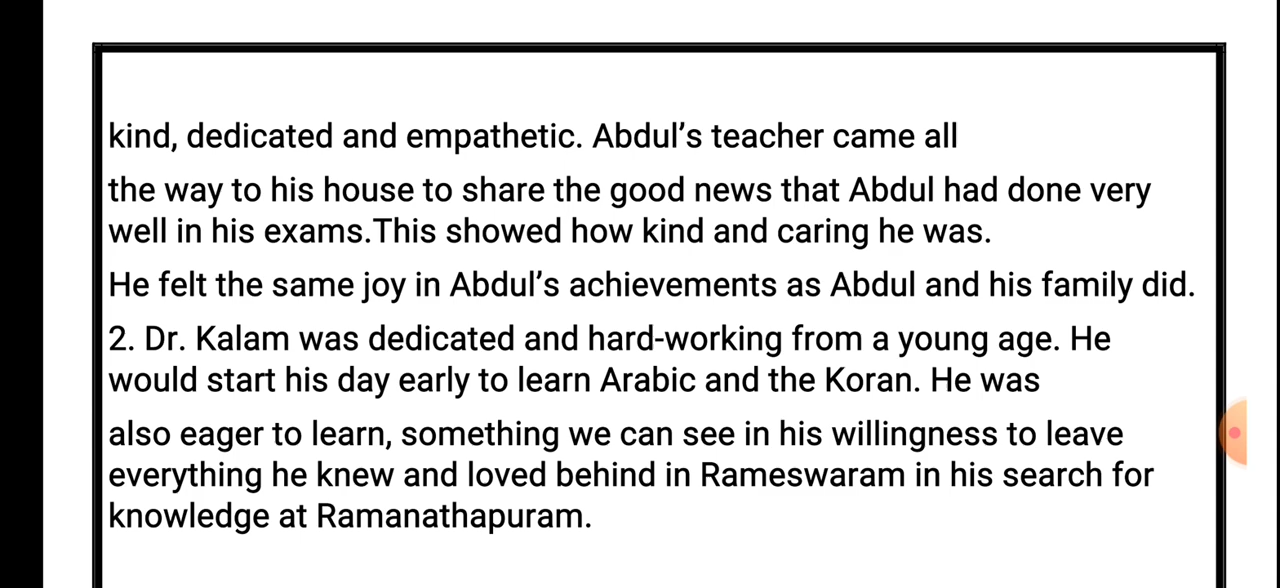 kind, dedicated and empathetic. Abdul’s teacher came all
the way to his house to share the good news that Abdul had done very
well in his exams.This showed how kind and caring he was.
He felt the same joy in Abdul’s achievements as Abdul and his family did.
2. Dr. Kalam was dedicated and hard-working from a young age. He
would start his day early to learn Arabic and the Koran. He was
also eager to learn, something we can see in his willingness to leave
everything he knew and loved behind in Rameswaram in his search for
knowledge at Ramanathapuram.